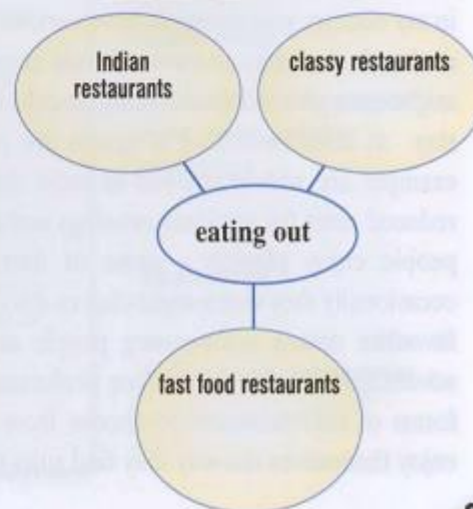 Indian
restaurants
classy restaurants
eating out
fast food restaurants